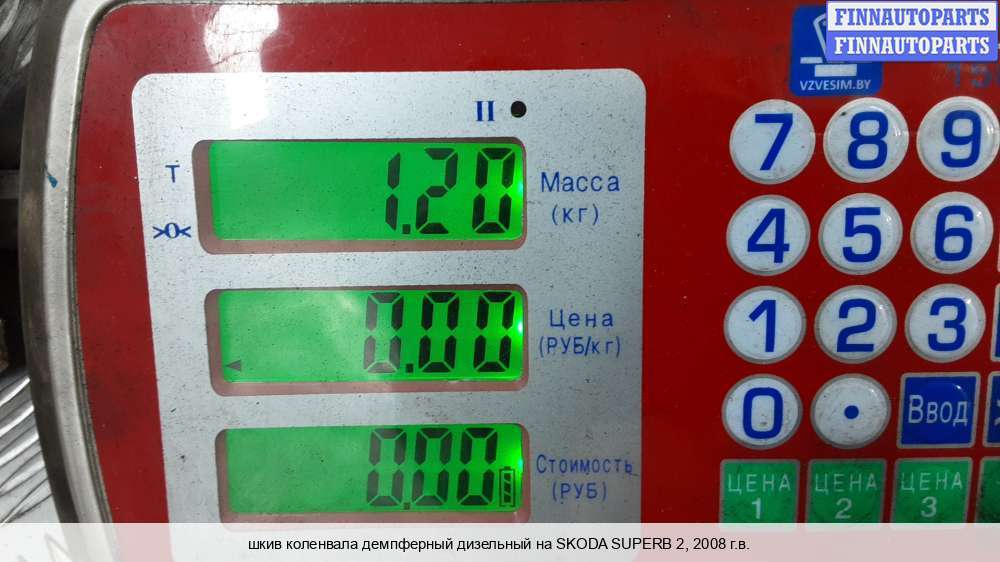 FINNAUTOPARTS
FINNAUTOPARTS
VZVESIM.BY
II
T
1.20
Масса
(кг)
>0<
0.00
Цена
(РУБ/кг)
0.00
Стоимость
(РУБ)
7 8 9
4 5 6
1 2 3
0 . Ввод
ЦЕНА 1
ЦЕНА 2
ЦЕНА 3
шкив коленвала демпферный дизельный на SKODA SUPERB 2, 2008 г.в.